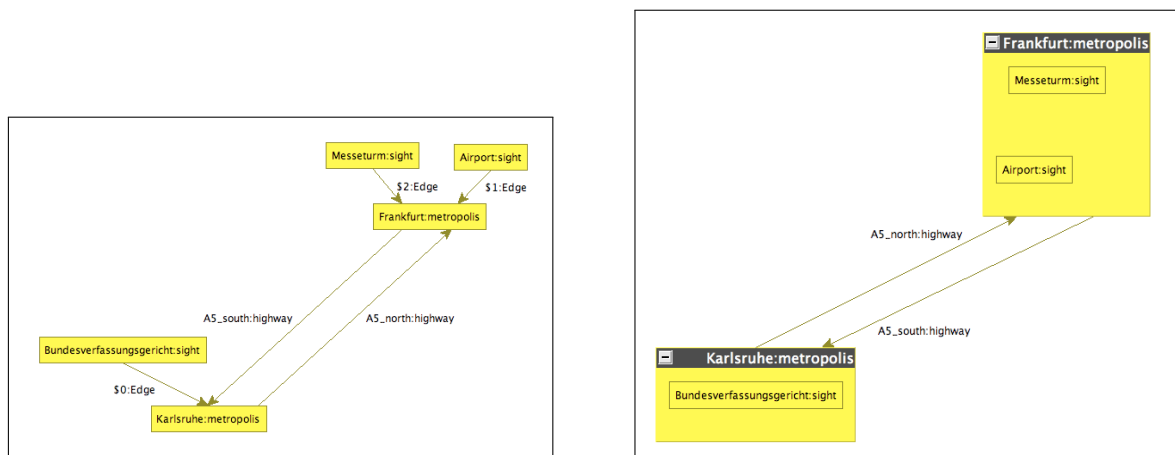 Messeturm:sight
Airport:sight
$2:Edge
$1:Edge
Frankfurt:metropolis
A5_south:highway
A5_north:highway
Bundesverfassungsgericht:sight
$0:Edge
Karlsruhe:metropolis
Frankfurt:metropolis
Messeturm:sight
Airport:sight
A5_north:highway
A5_south:highway
Karlsruhe:metropolis
Bundesverfassungsgericht:sight